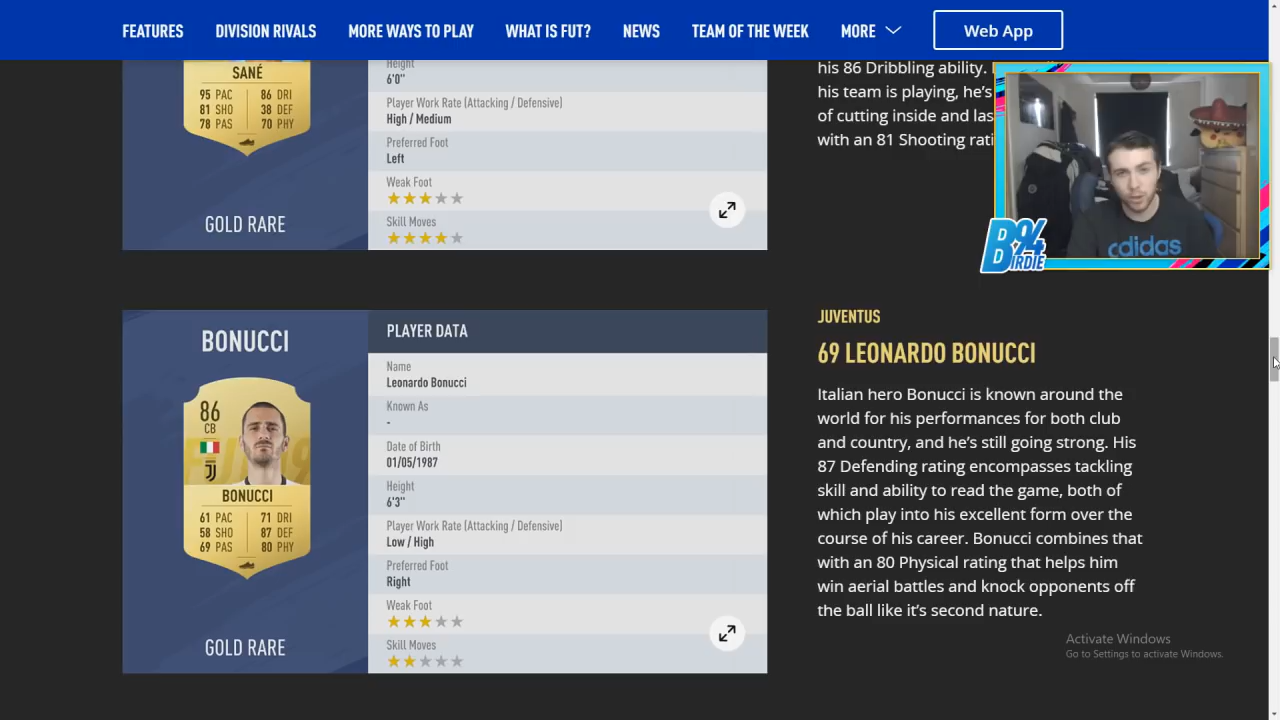 FEATURES DIVISION RIVALS MORE WAYS TO PLAY WHAT IS FUT? NEWS TEAM OF THE WEEK MORE Web App
SANÉ
95 PAC 86 DRI
81 SHO 38 DEF
78 PAS 70 PHY
GOLD RARE
Height
6'0"
Player Work Rate (Attacking / Defensive)
High / Medium
Preferred Foot
Left
Weak Foot
Skill Moves
his 86 Dribbling ability.
his team is playing, he's
of cutting inside and las
with an 81 Shooting rati
adidas
B94
BIRDIE
BONUCCI
86
CB
BONUCCI
61 PAC 71 DRI
58 SHO 87 DEF
69 PAS 80 PHY
GOLD RARE
PLAYER DATA
Name
Leonardo Bonucci
Known As
-
Date of Birth
01/05/1987
Height
6'3"
Player Work Rate (Attacking / Defensive)
Low / High
Preferred Foot
Right
Weak Foot
Skill Moves
JUVENTUS
69 LEONARDO BONUCCI
Italian hero Bonucci is known around the
world for his performances for both club
and country, and he's still going strong. His
87 Defending rating encompasses tackling
skill and ability to read the game, both of
which play into his excellent form over the
course of his career. Bonucci combines that
with an 80 Physical rating that helps him
win aerial battles and knock opponents off
the ball like it's second nature.
Activate Windows
Go to Settings to activate Windows.